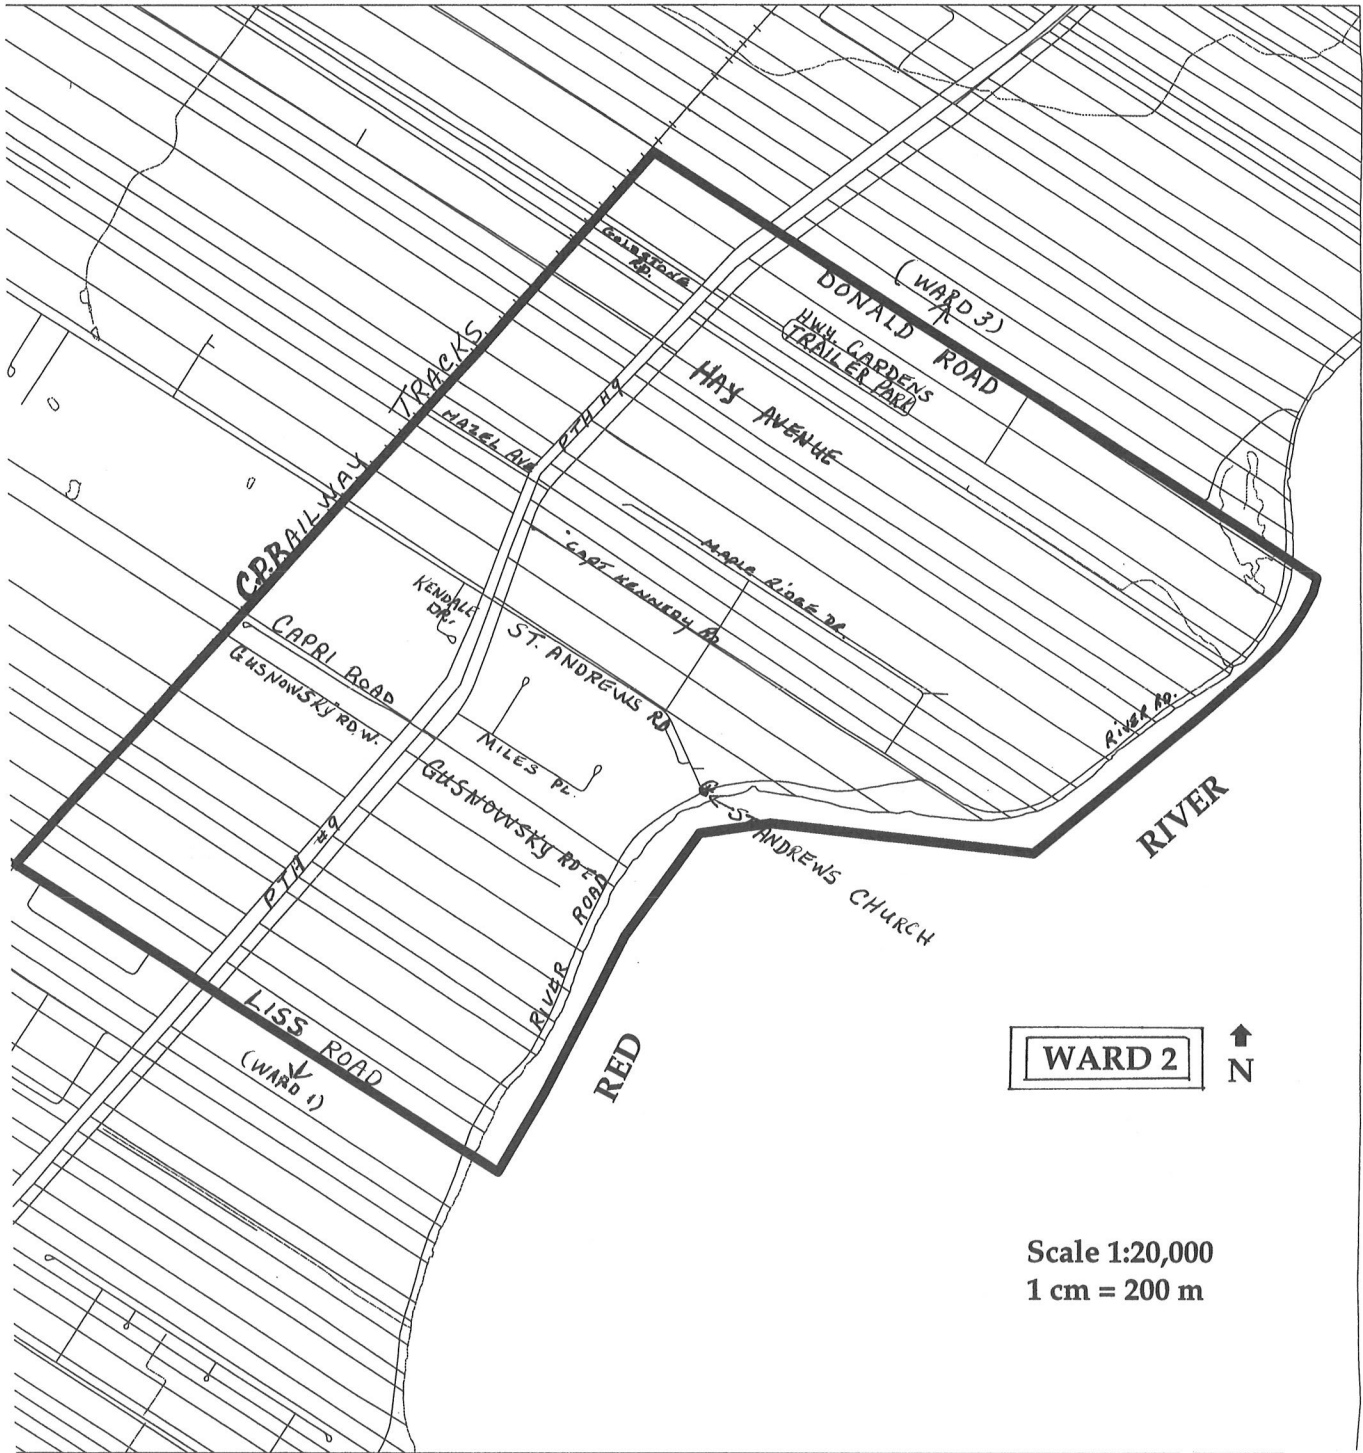 GOLDSTONE
RD.
(WARD 3)
DONALD ROAD
HWY. GARDENS
TRAILER PARK
HAY AVENUE
PTH #9
C.P. RAILWAY TRACKS
HAZEL AVE
MAPLE RIDGE DR.
CAPT KENNEDY RD
KENDALE
DR.
ST. ANDREWS RD
CAPRI ROAD
GUSNOWSKY RD. W.
MILES PL.
GUSNOWSKY RD E
RIVER RD.
RIVER
ST ANDREWS CHURCH
PTH #9
RIVER ROAD
RED
LISS ROAD
(WARD 1)
WARD 2
N
Scale 1:20,000
1 cm = 200 m